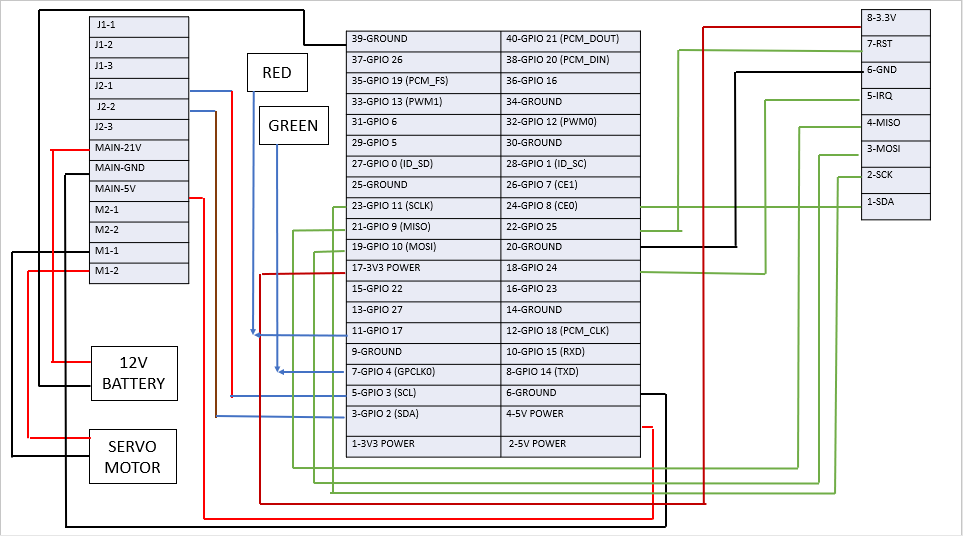 J1-1
J1-2
J1-3
J2-1
J2-2
J2-3
MAIN-21V
MAIN-GND
MAIN-5V
M2-1
M2-2
M1-1
M1-2
12V
BATTERY
SERVO
MOTOR
RED
GREEN
39-GROUND 40-GPIO 21 (PCM_DOUT)
37-GPIO 26 38-GPIO 20 (PCM_DIN)
35-GPIO 19 (PCM_FS) 36-GPIO 16
33-GPIO 13 (PWM1) 34-GROUND
31-GPIO 6 32-GPIO 12 (PWM0)
29-GPIO 5 30-GROUND
27-GPIO 0 (ID_SD) 28-GPIO 1 (ID_SC)
25-GROUND 26-GPIO 7 (CE1)
23-GPIO 11 (SCLK) 24-GPIO 8 (CE0)
21-GPIO 9 (MISO) 22-GPIO 25
19-GPIO 10 (MOSI) 20-GROUND
17-3V3 POWER 18-GPIO 24
15-GPIO 22 16-GPIO 23
13-GPIO 27 14-GROUND
11-GPIO 17 12-GPIO 18 (PCM_CLK)
9-GROUND 10-GPIO 15 (RXD)
7-GPIO 4 (GPCLK0) 8-GPIO 14 (TXD)
5-GPIO 3 (SCL) 6-GROUND
3-GPIO 2 (SDA) 4-5V POWER
1-3V3 POWER 2-5V POWER
8-3.3V
7-RST
6-GND
5-IRQ
4-MISO
3-MOSI
2-SCK
1-SDA